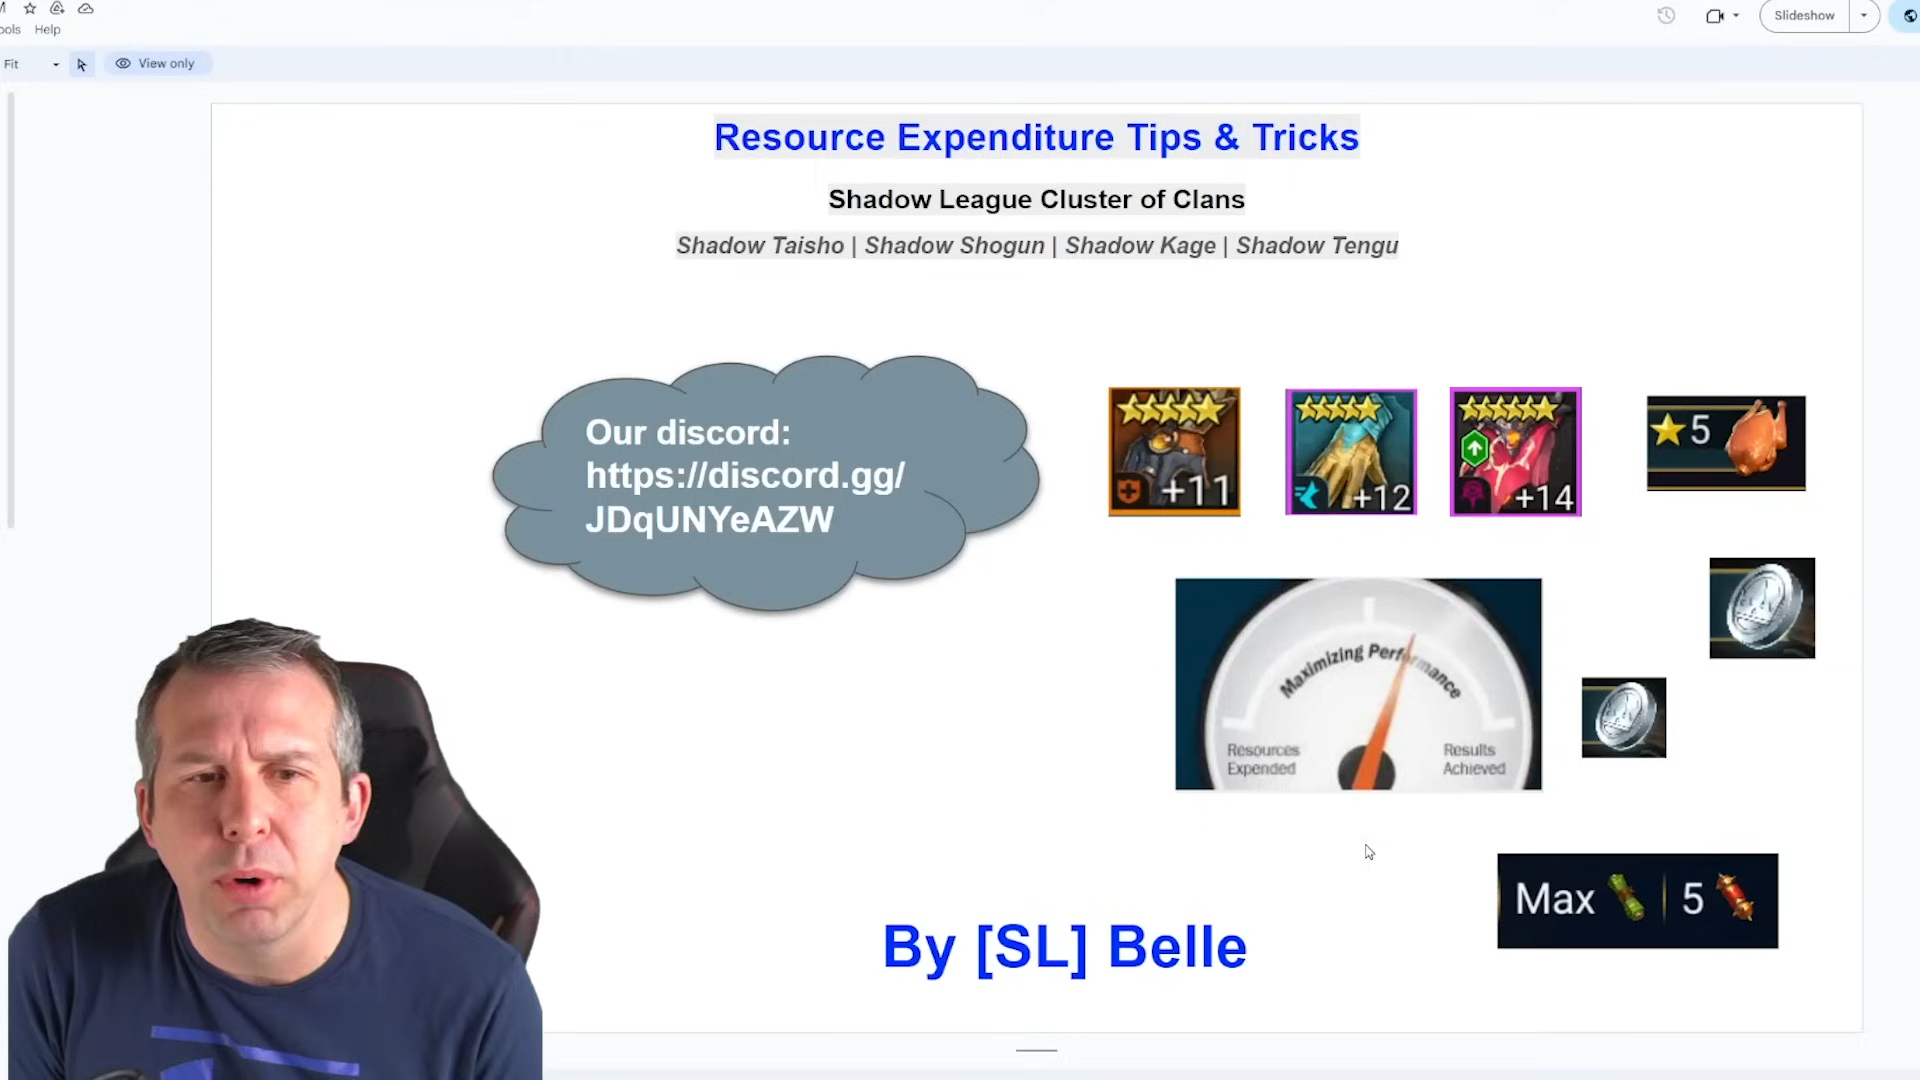 ools Help
Slideshow
Fit
View only
Resource Expenditure Tips & Tricks
Shadow League Cluster of Clans
Shadow Taisho | Shadow Shogun | Shadow Kage | Shadow Tengu
Our discord:
https://discord.gg/
JDqUNYeAZW
+11
+12
+14
5
Maximizing Performance
Resources
Expended
Results
Achieved
Max
5
By [SL] Belle